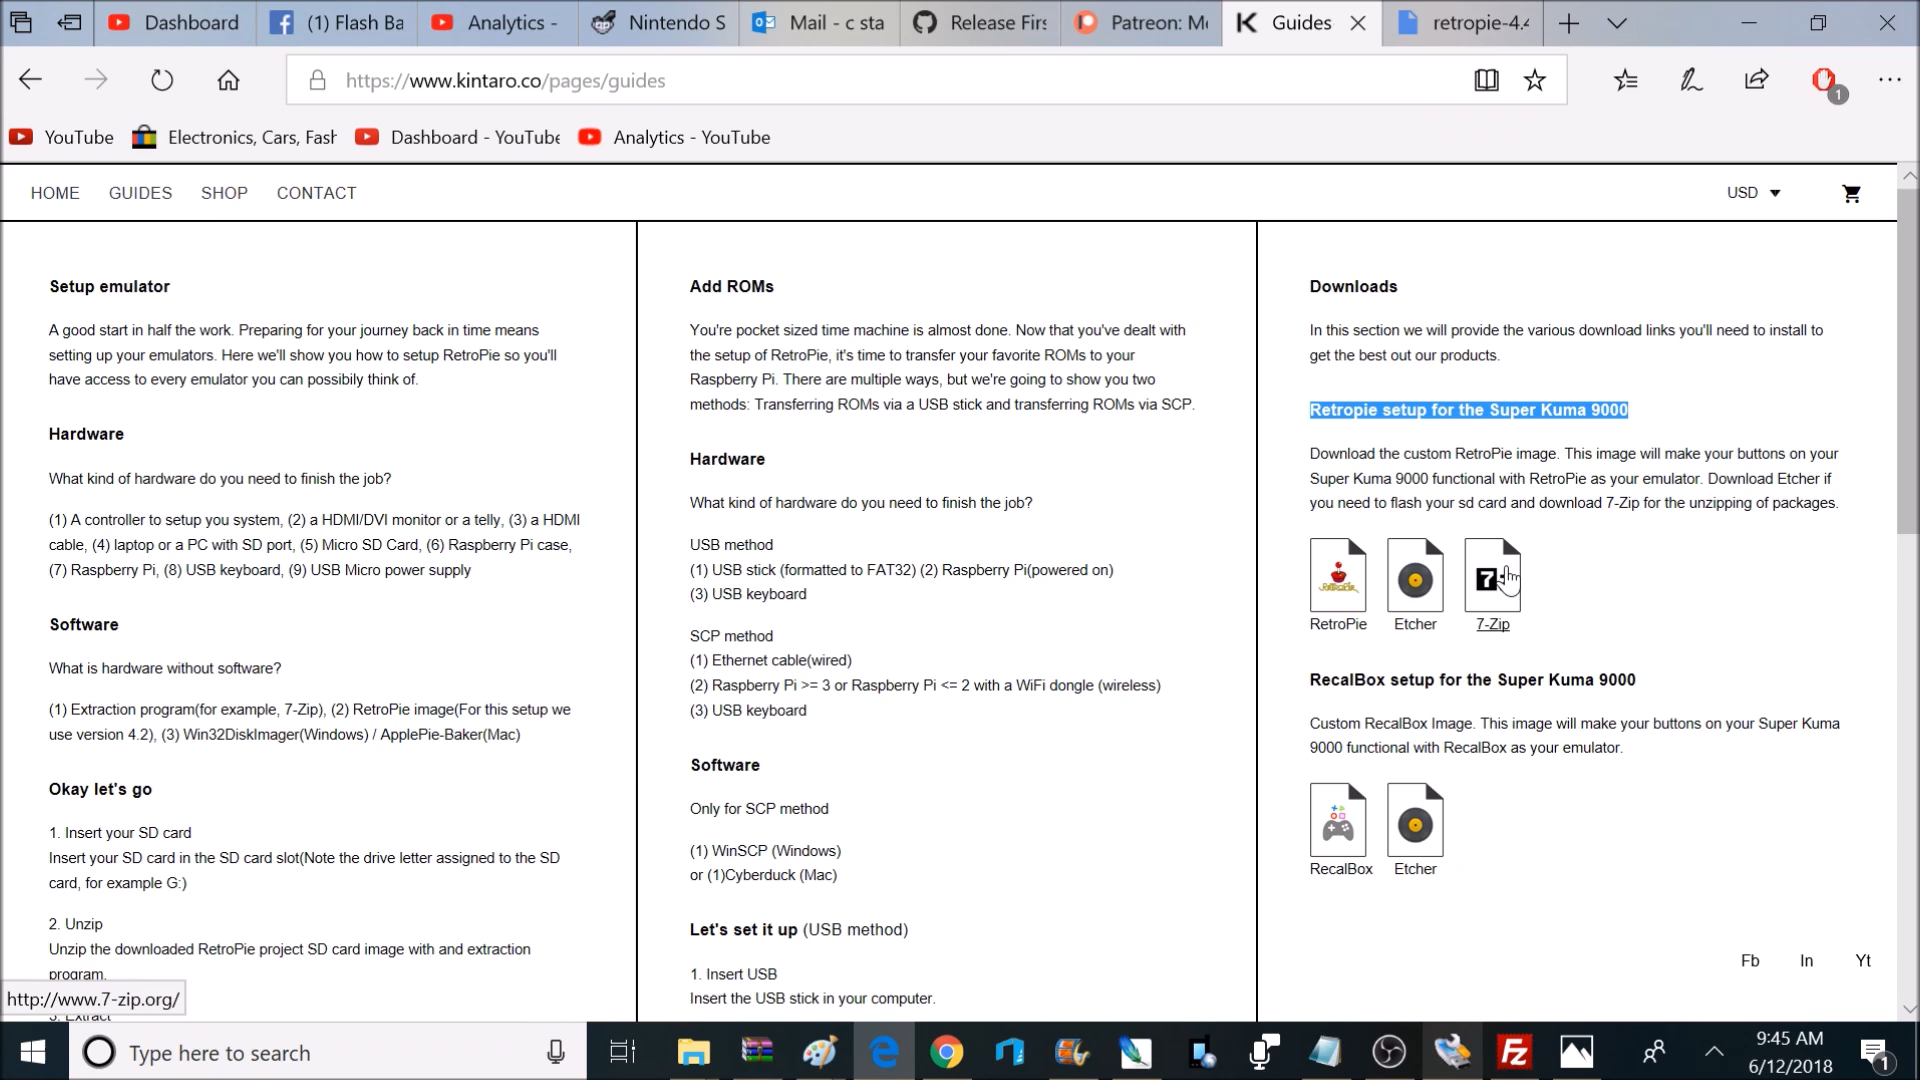 Dashboard
(1) Flash Ba
Analytics -
Nintendo S
Mail - c sta
Release Firs
Patreon: Mo
Guides
retropie-4.4
https://www.kintaro.co/pages/guides
1
YouTube
Electronics, Cars, Fash
Dashboard - YouTube
Analytics - YouTube
HOME
GUIDES
SHOP
CONTACT
USD
Setup emulator
A good start in half the work. Preparing for your journey back in time means
setting up your emulators. Here we'll show you how to setup RetroPie so you'll
have access to every emulator you can possibily think of.
Hardware
What kind of hardware do you need to finish the job?
(1) A controller to setup you system, (2) a HDMI/DVI monitor or a telly, (3) a HDMI
cable, (4) laptop or a PC with SD port, (5) Micro SD Card, (6) Raspberry Pi case,
(7) Raspberry Pi, (8) USB keyboard, (9) USB Micro power supply
Software
What is hardware without software?
(1) Extraction program(for example, 7-Zip), (2) RetroPie image(For this setup we
use version 4.2), (3) Win32DiskImager(Windows) / ApplePie-Baker(Mac)
Okay let's go
1. Insert your SD card
Insert your SD card in the SD card slot(Note the drive letter assigned to the SD
card, for example G:)
2. Unzip
Unzip the downloaded RetroPie project SD card image with and extraction
program.
3. Extract
http://www.7-zip.org/
Add ROMs
You're pocket sized time machine is almost done. Now that you've dealt with
the setup of RetroPie, it's time to transfer your favorite ROMs to your
Raspberry Pi. There are multiple ways, but we're going to show you two
methods: Transferring ROMs via a USB stick and transferring ROMs via SCP.
Hardware
What kind of hardware do you need to finish the job?
USB method
(1) USB stick (formatted to FAT32) (2) Raspberry Pi(powered on)
(3) USB keyboard
SCP method
(1) Ethernet cable(wired)
(2) Raspberry Pi >= 3 or Raspberry Pi <= 2 with a WiFi dongle (wireless)
(3) USB keyboard
Software
Only for SCP method
(1) WinSCP (Windows)
or (1)Cyberduck (Mac)
Let's set it up (USB method)
1. Insert USB
Insert the USB stick in your computer.
Downloads
In this section we will provide the various download links you'll need to install to
get the best out our products.
Retropie setup for the Super Kuma 9000
Download the custom RetroPie image. This image will make your buttons on your
Super Kuma 9000 functional with RetroPie as your emulator. Download Etcher if
you need to flash your sd card and download 7-Zip for the unzipping of packages.
RetroPie
7
RetroPie
Etcher
7-Zip
RecalBox setup for the Super Kuma 9000
Custom RecalBox Image. This image will make your buttons on your Super Kuma
9000 functional with RecalBox as your emulator.
RecalBox
Etcher
Fb
In
Yt
Type here to search
Fz
9:45 AM
6/12/2018
1